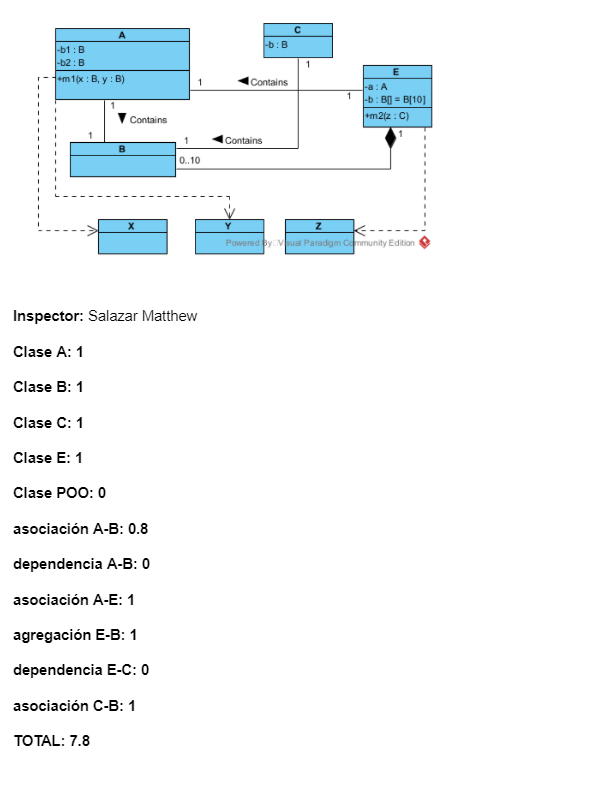 A
-b1 : B
-b2 : B
+m1(x : B, y : B)
C
-b : B
1
E
-a : A
-b : B[] = B[10]
+m2(z : C)
1
Contains
1
1
Contains
1
1
Contains
1
B
0..10
X
Y
Z
Powered By Visual Paradigm Community Edition
Inspector: Salazar Matthew
Clase A: 1
Clase B: 1
Clase C: 1
Clase E: 1
Clase POO: 0
asociación A-B: 0.8
dependencia A-B: 0
asociación A-E: 1
agregación E-B: 1
dependencia E-C: 0
asociación C-B: 1
TOTAL: 7.8